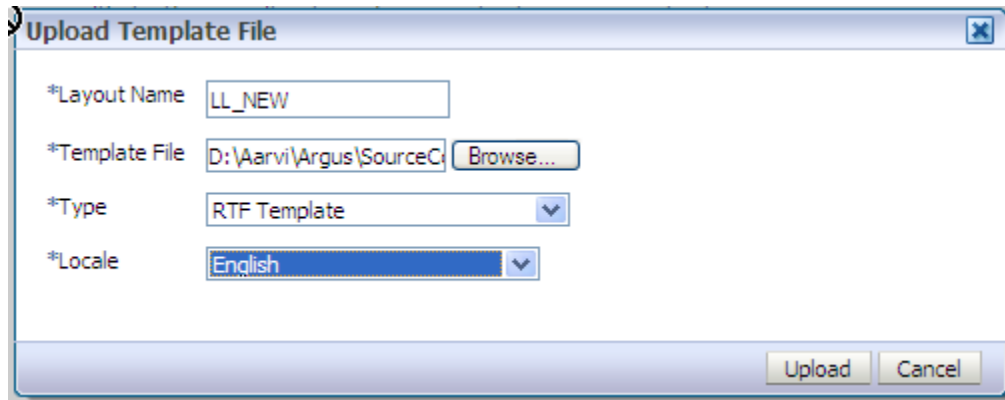 Upload Template File
*Layout Name LL_NEW
*Template File D:\Aarvi\Argus\SourceC Browse...
*Type RTF Template
*Locale English
Upload Cancel